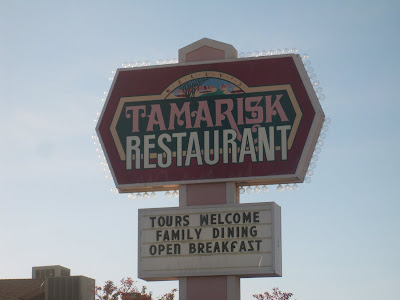 TAMARISK
RESTAURANT
TOURS WELCOME
FAMILY DINING
OPEN BREAKFAST